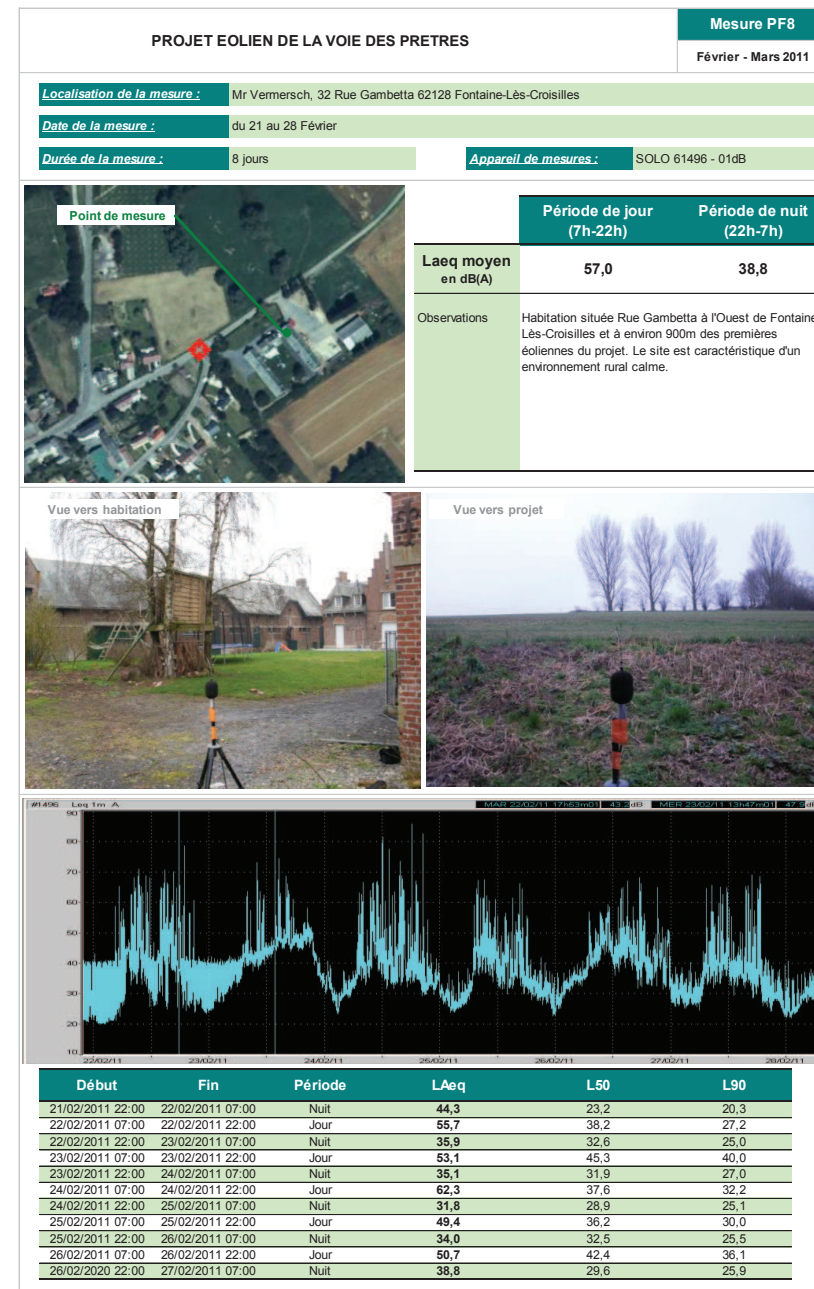 PROJET EOLIEN DE LA VOIE DES PRETRES
Mesure PF8
Février - Mars 2011
Localisation de la mesure : Mr Vermersch, 32 Rue Gambetta 62128 Fontaine-Lès-Croisilles
Date de la mesure : du 21 au 28 Février
Durée de la mesure : 8 jours Appareil de mesures : SOLO 61496 - 01dB
Point de mesure
Période de jour (7h-22h) Période de nuit (22h-7h)
Laeq moyen en dB(A) 57,0 38,8
Observations
Habitation située Rue Gambetta à l'Ouest de Fontaine
Lès-Croisilles et à environ 900m des premières
éoliennes du projet. Le site est caractéristique d'un
environnement rural calme.
Vue vers habitation
Vue vers projet
#1496 Leq 1m A MAR 22/02/11 17h53m01 43.2 dB MER 23/02/11 13h47m01 47.9
90
80
70
60
50
40
30
20
10
22/02/11 23/02/11 24/02/11 25/02/11 26/02/11 27/02/11 28/02/11
Début Fin Période LAeq L50 L90
21/02/2011 22:00 22/02/2011 07:00 Nuit 44,3 23,2 20,3
22/02/2011 07:00 22/02/2011 22:00 Jour 55,7 38,2 27,2
22/02/2011 22:00 23/02/2011 07:00 Nuit 35,9 32,6 25,0
23/02/2011 07:00 23/02/2011 22:00 Jour 53,1 45,3 40,0
23/02/2011 22:00 24/02/2011 07:00 Nuit 35,1 31,9 27,0
24/02/2011 07:00 24/02/2011 22:00 Jour 62,3 37,6 32,2
24/02/2011 22:00 25/02/2011 07:00 Nuit 31,8 28,9 25,1
25/02/2011 07:00 25/02/2011 22:00 Jour 49,4 36,2 30,0
25/02/2011 22:00 26/02/2011 07:00 Nuit 34,0 32,5 25,5
26/02/2011 07:00 26/02/2011 22:00 Jour 50,7 42,4 36,1
26/02/2020 22:00 27/02/2011 07:00 Nuit 38,8 29,6 25,9